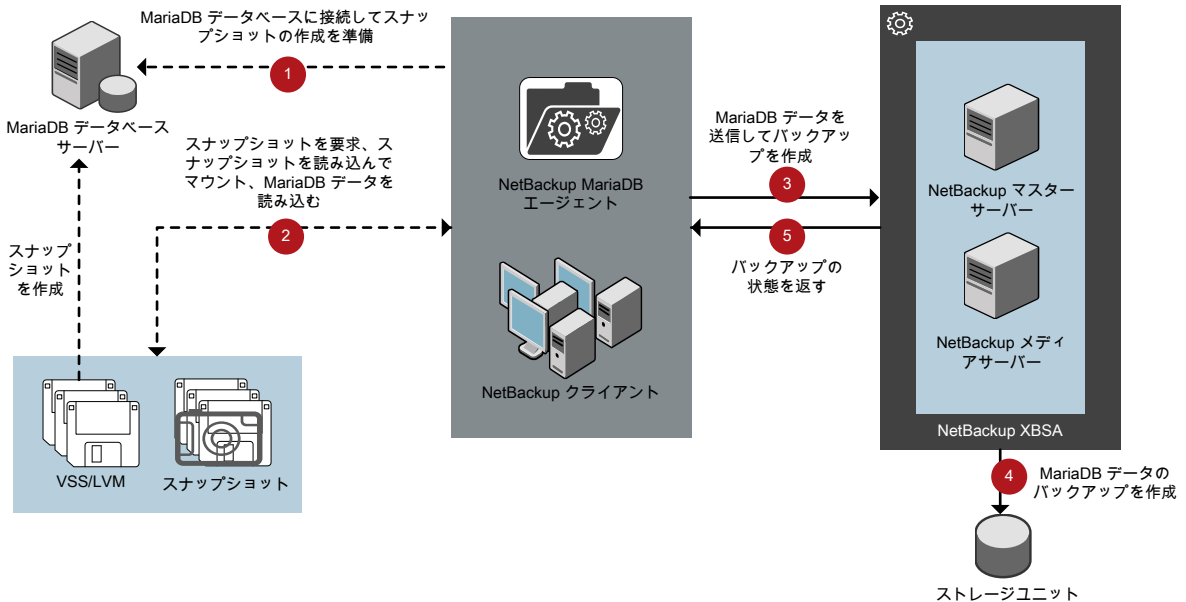 MariaDB データベースに接続してスナッ
プショットの作成を準備
1
MariaDB データベース
サーバー
スナップショットを要求、ス
ナップショットを読み込んで
マウント、MariaDB データを
読み込む
2
スナップ
ショット
を作成
VSS/LVM
スナップショット
NetBackup MariaDB
エージェント
NetBackup クライアント
MariaDB データを
送信してバックアッ
プを作成
3
5
バックアップの
状態を返す
NetBackup マスター
サーバー
NetBackup メディ
アサーバー
NetBackup XBSA
4
MariaDB データの
バックアップを作成
ストレージユニット